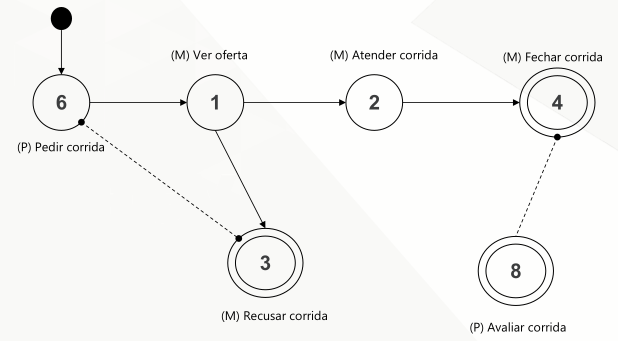 (M) Ver oferta
(M) Atender corrida
(M) Fechar corrida
6
1
2
4
(P) Pedir corrida
3
8
(M) Recusar corrida
(P) Avaliar corrida